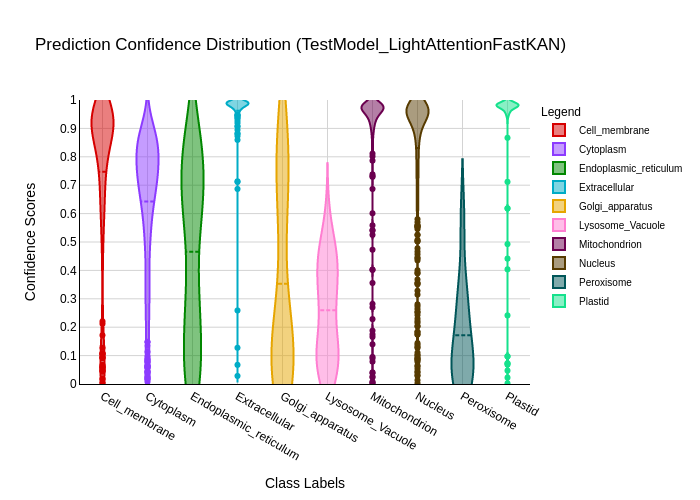 Prediction Confidence Distribution (TestModel_LightAttentionFastKAN)
Legend
Cell_membrane
Cytoplasm
Endoplasmic_reticulum
Extracellular
Golgi_apparatus
Lysosome_Vacuole
Mitochondrion
Nucleus
Peroxisome
Plastid
Confidence Scores
1
0.9
0.8
0.7
0.6
0.5
0.4
0.3
0.2
0.1
0
Cell_membrane
Cytoplasm
Endoplasmic_reticulum
Extracellular
Golgi_apparatus
Lysosome_Vacuole
Mitochondrion
Nucleus
Peroxisome
Plastid
Class Labels